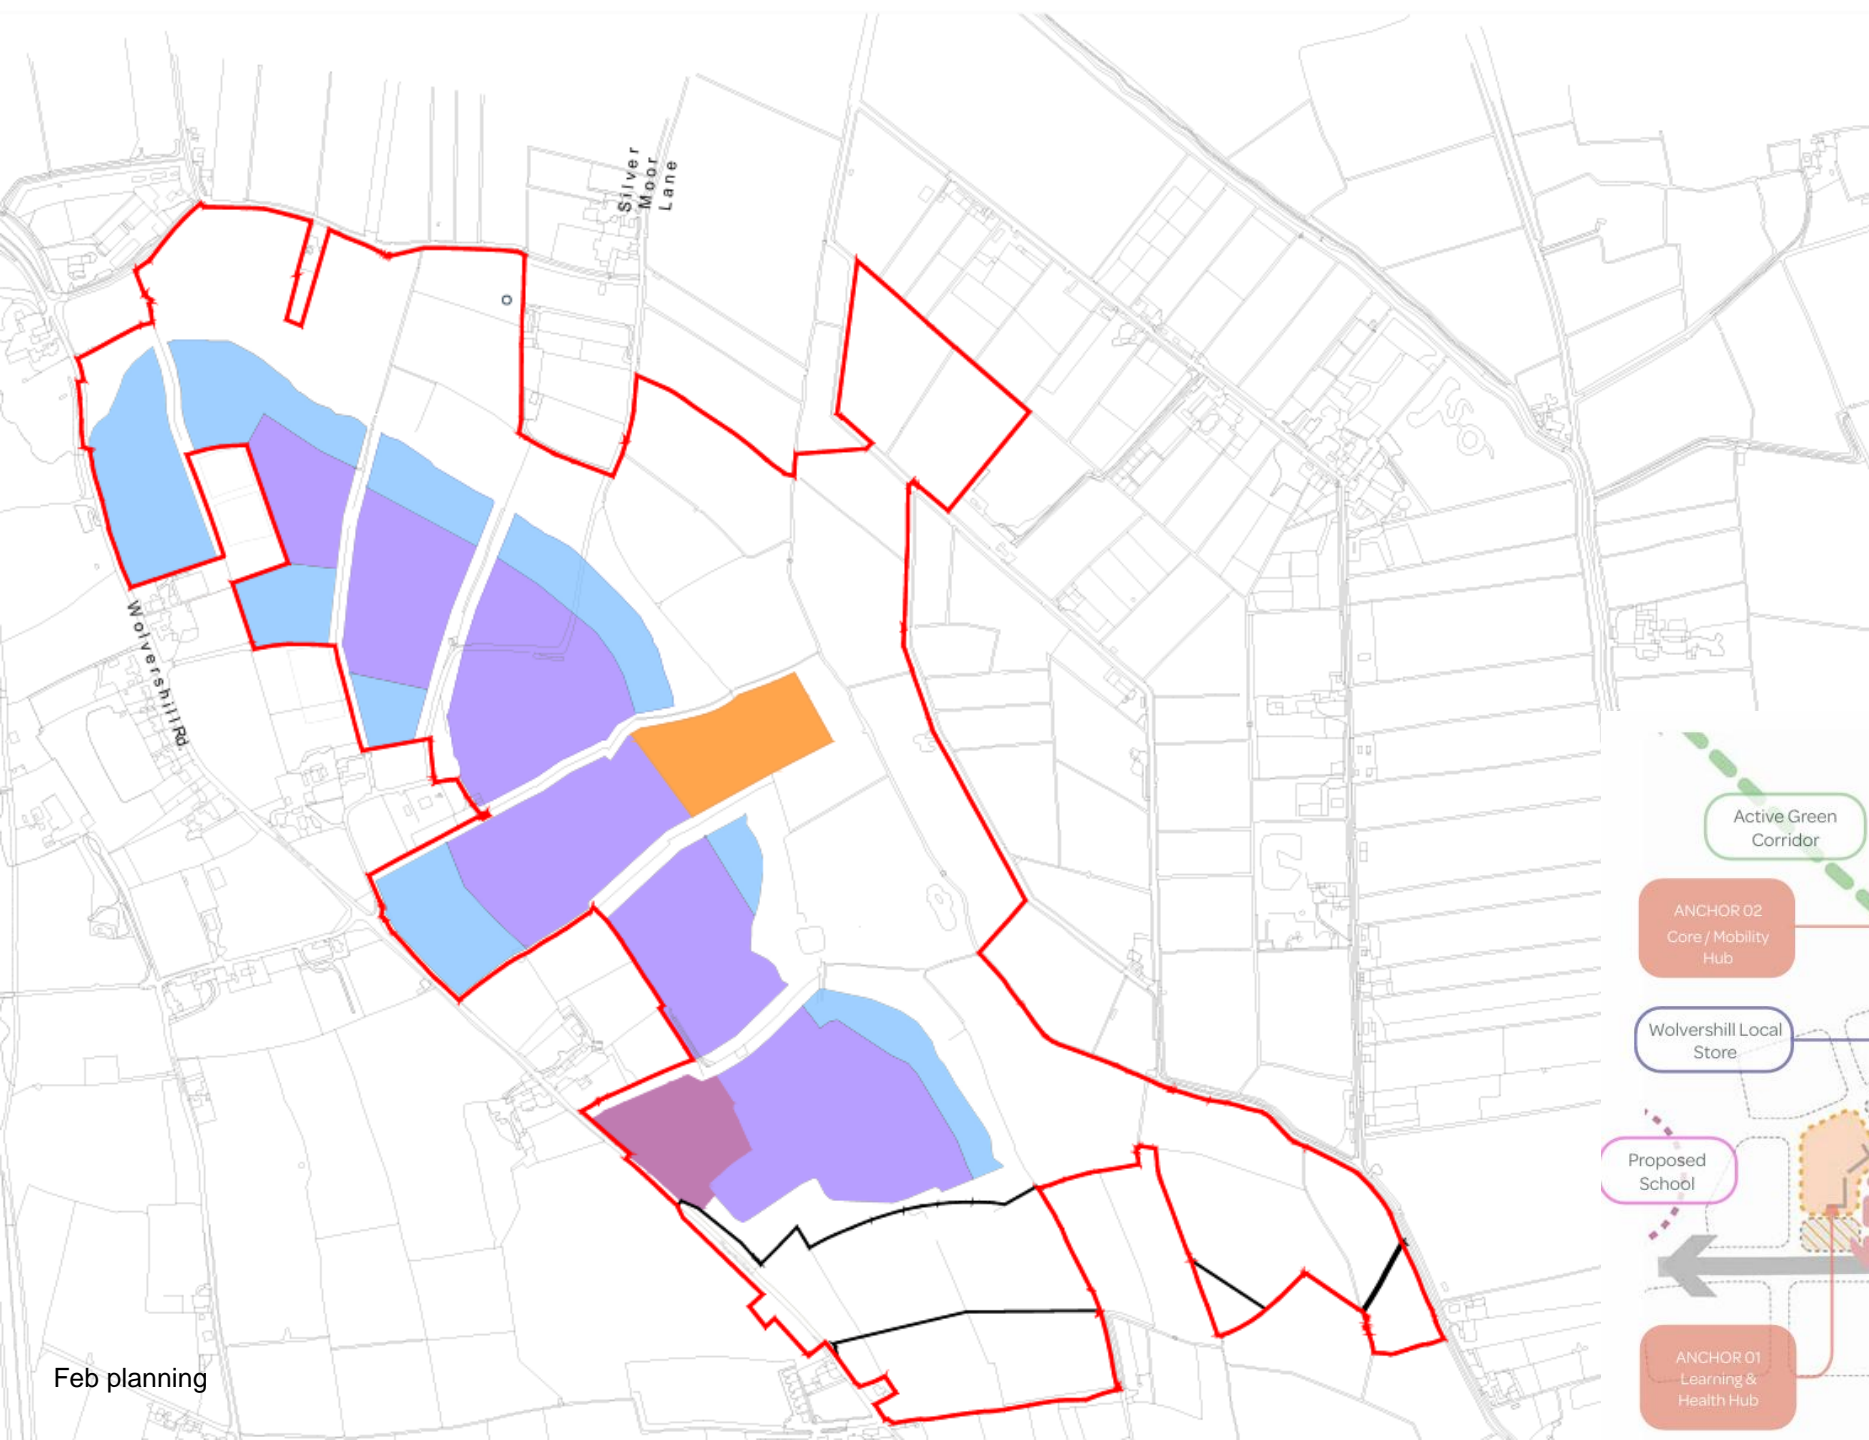 Silver
Moor
Lane
Wolvershill Rd.
Active Green
Corridor
ANCHOR 02
Core / Mobility
Hub
Wolvershill Local
Store
Proposed
School
ANCHOR 01
Learning &
Health Hub
Feb planning